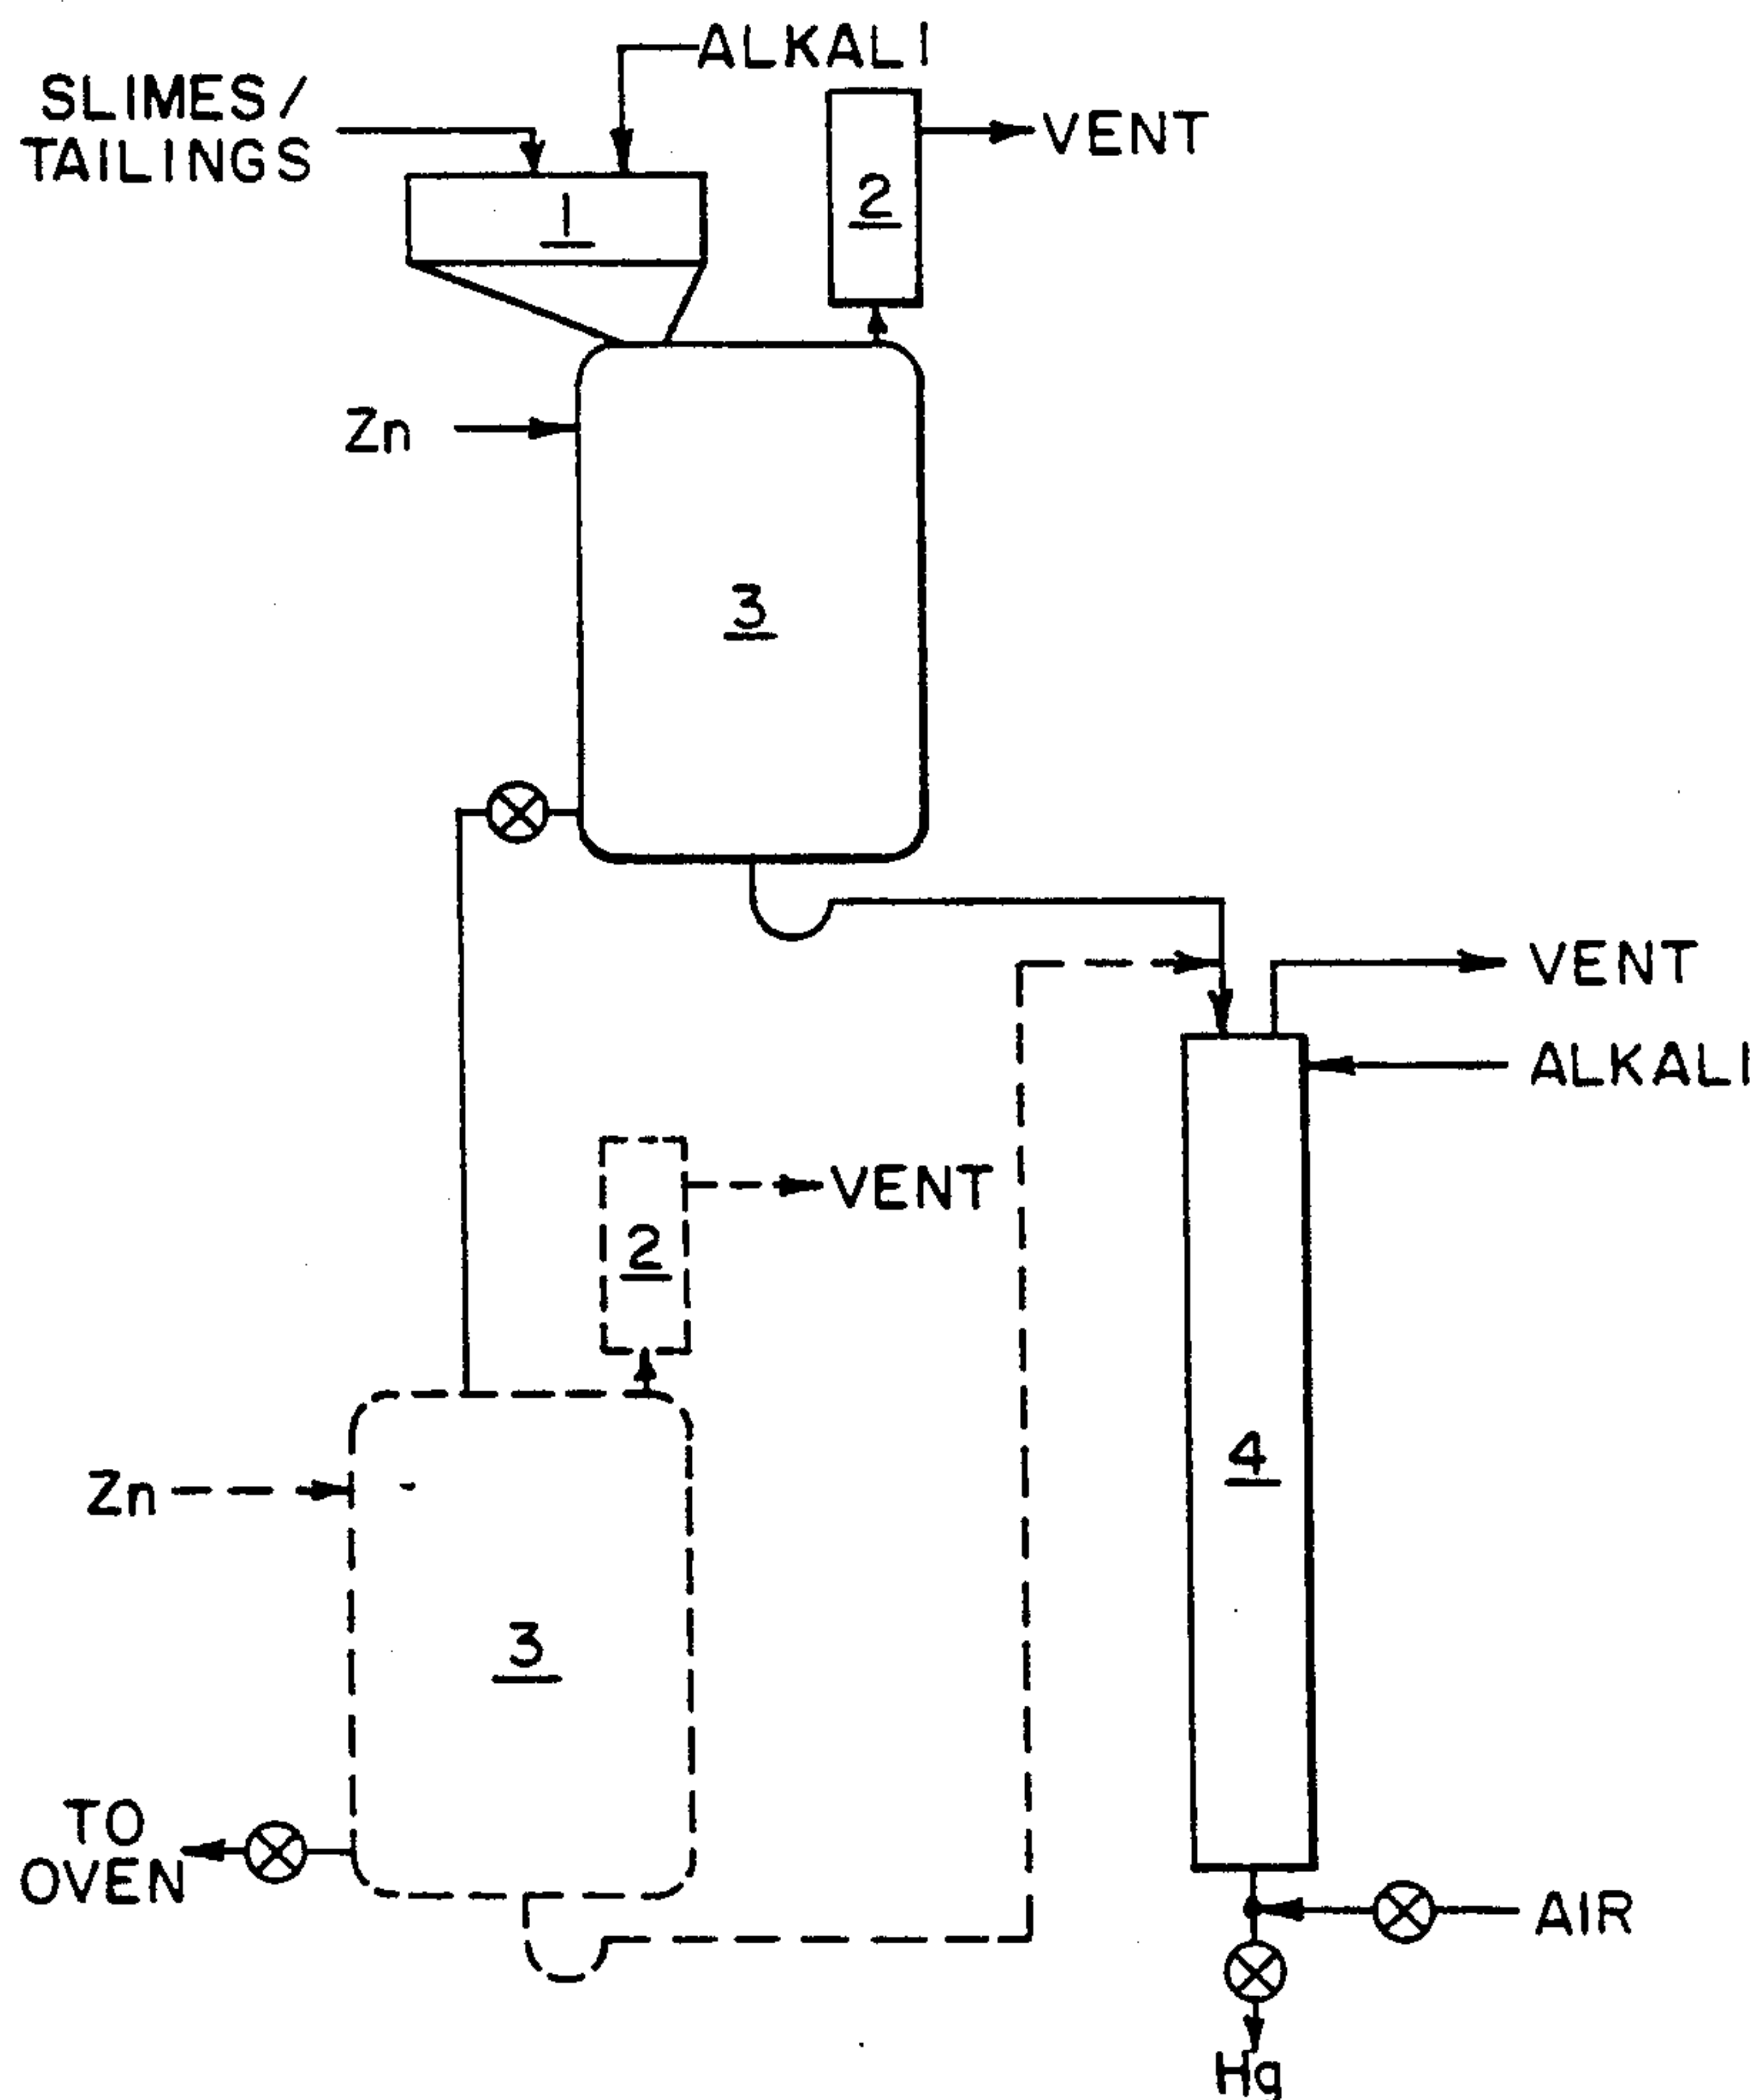 ALKALI
SLIMES/
TAILINGS
VENT
1
2
Zn
3
VENT
ALKALI
VENT
2
4
Zn
3
TO
OVEN
AIR
Hg